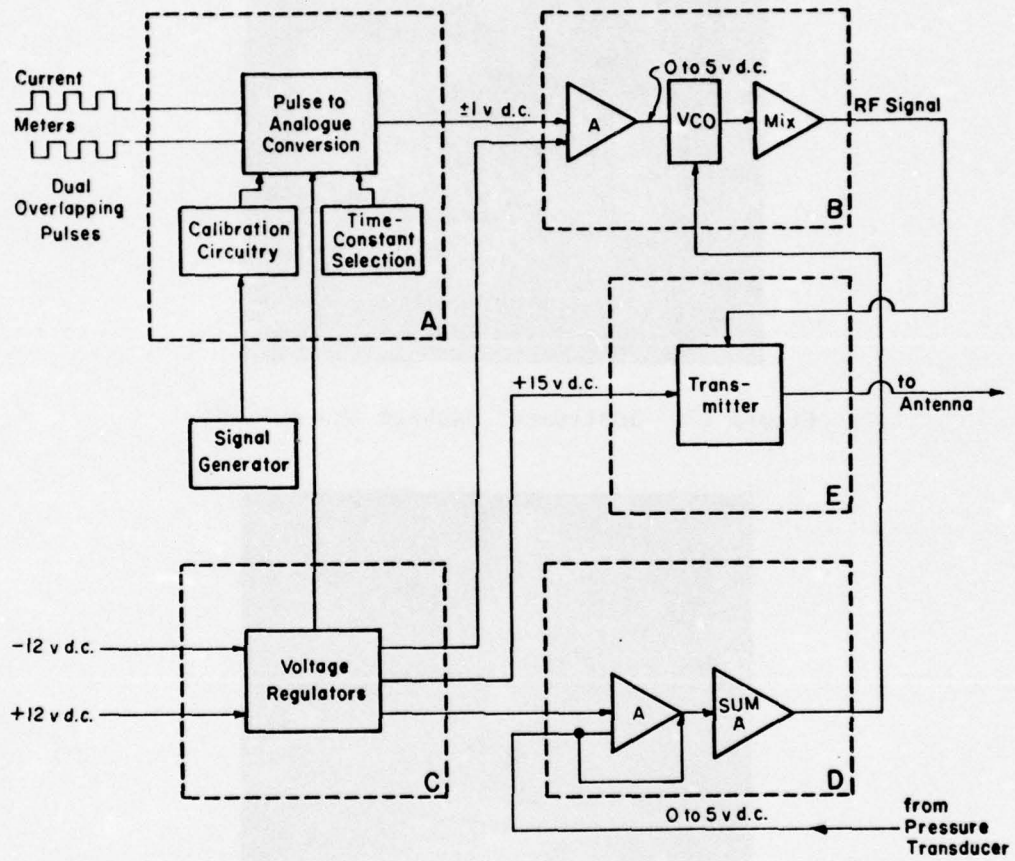 Current
Meters
Dual
Overlapping
Pulses
Pulse to
Analogue
Conversion
Calibration
Circuitry
Time-
Constant
Selection
A
Signal
Generator
±1 v d.c.
A
0 to 5 v d.c.
VCO
Mix
B
RF Signal
+15 v d.c.
Trans-
mitter
to
Antenna
E
-12 v d.c.
+12 v d.c.
Voltage
Regulators
C
A
SUM
A
D
0 to 5 v d.c.
from
Pressure
Transducer